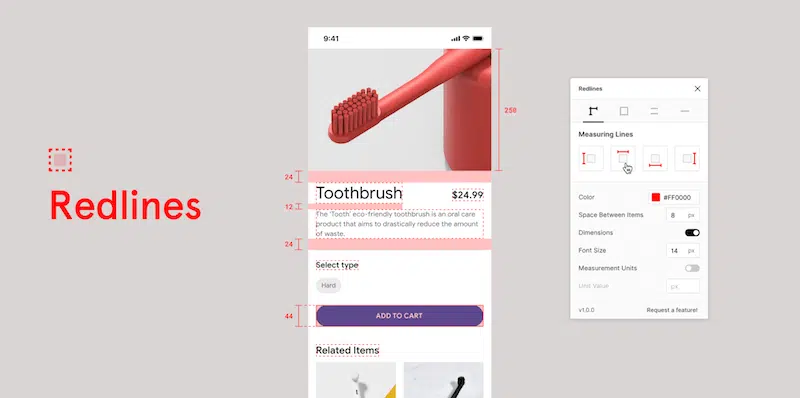 Redlines
9:41
250
24
Toothbrush
$24.99
12
The 'Tooth' eco-friendly toothbrush is an oral care
product that aims to drastically reduce the amount
of waste.
24
Select type
Hard
44
ADD TO CART
Related Items
Redlines
Measuring Lines
Color
#FF0000
Space Between Items
8 px
Dimensions
Font Size
14 px
Measurement Units
Unit Value
px
v1.0.0
Request a feature!